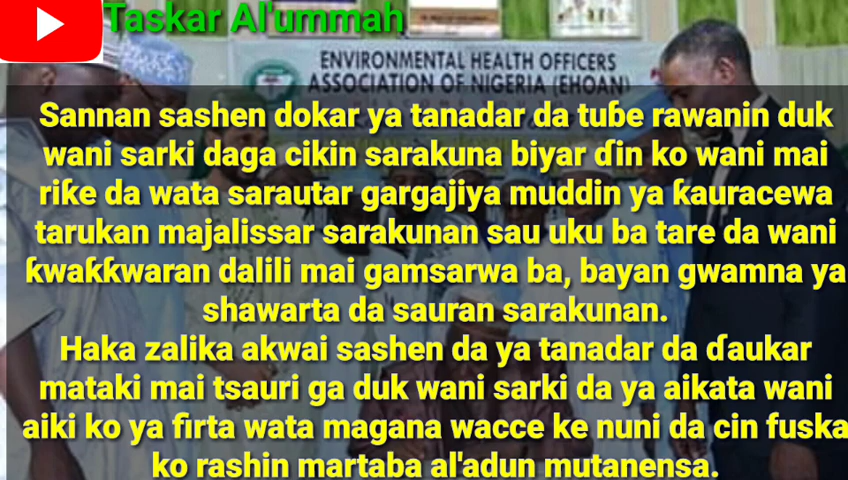 Taskar Al'ummah
ENVIRONMENTAL HEALTH OFFICERS
ASSOCIATION OF NIGERIA (EHOAN)
Sannan sashen dokar ya tanadar da tuɓe rawanin duk
wani sarki daga cikin sarakuna biyar ɗin ko wani mai
riƙe da wata sarautar gargajiya muddin ya ƙauracewa
tarukan majalissar sarakunan sau uku ba tare da wani
ƙwaƙƙwaran dalili mai gamsarwa ba, bayan gwamna ya
shawarta da sauran sarakunan.
Haka zalika akwai sashen da ya tanadar da ɗaukar
mataki mai tsauri ga duk wani sarki da ya aikata wani
aiki ko ya firta wata magana wacce ke nuni da cin fuska
ko rashin martaba al'adun mutanensa.